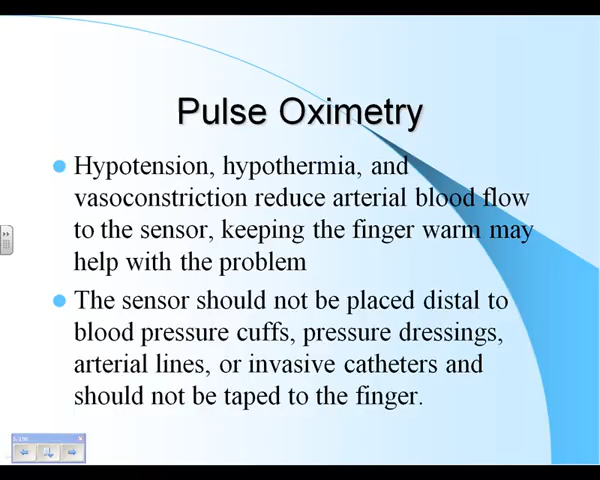 Pulse Oximetry
Hypotension, hypothermia, and
vasoconstriction reduce arterial blood flow
to the sensor, keeping the finger warm may
help with the problem
The sensor should not be placed distal to
blood pressure cuffs, pressure dressings,
arterial lines, or invasive catheters and
should not be taped to the finger.